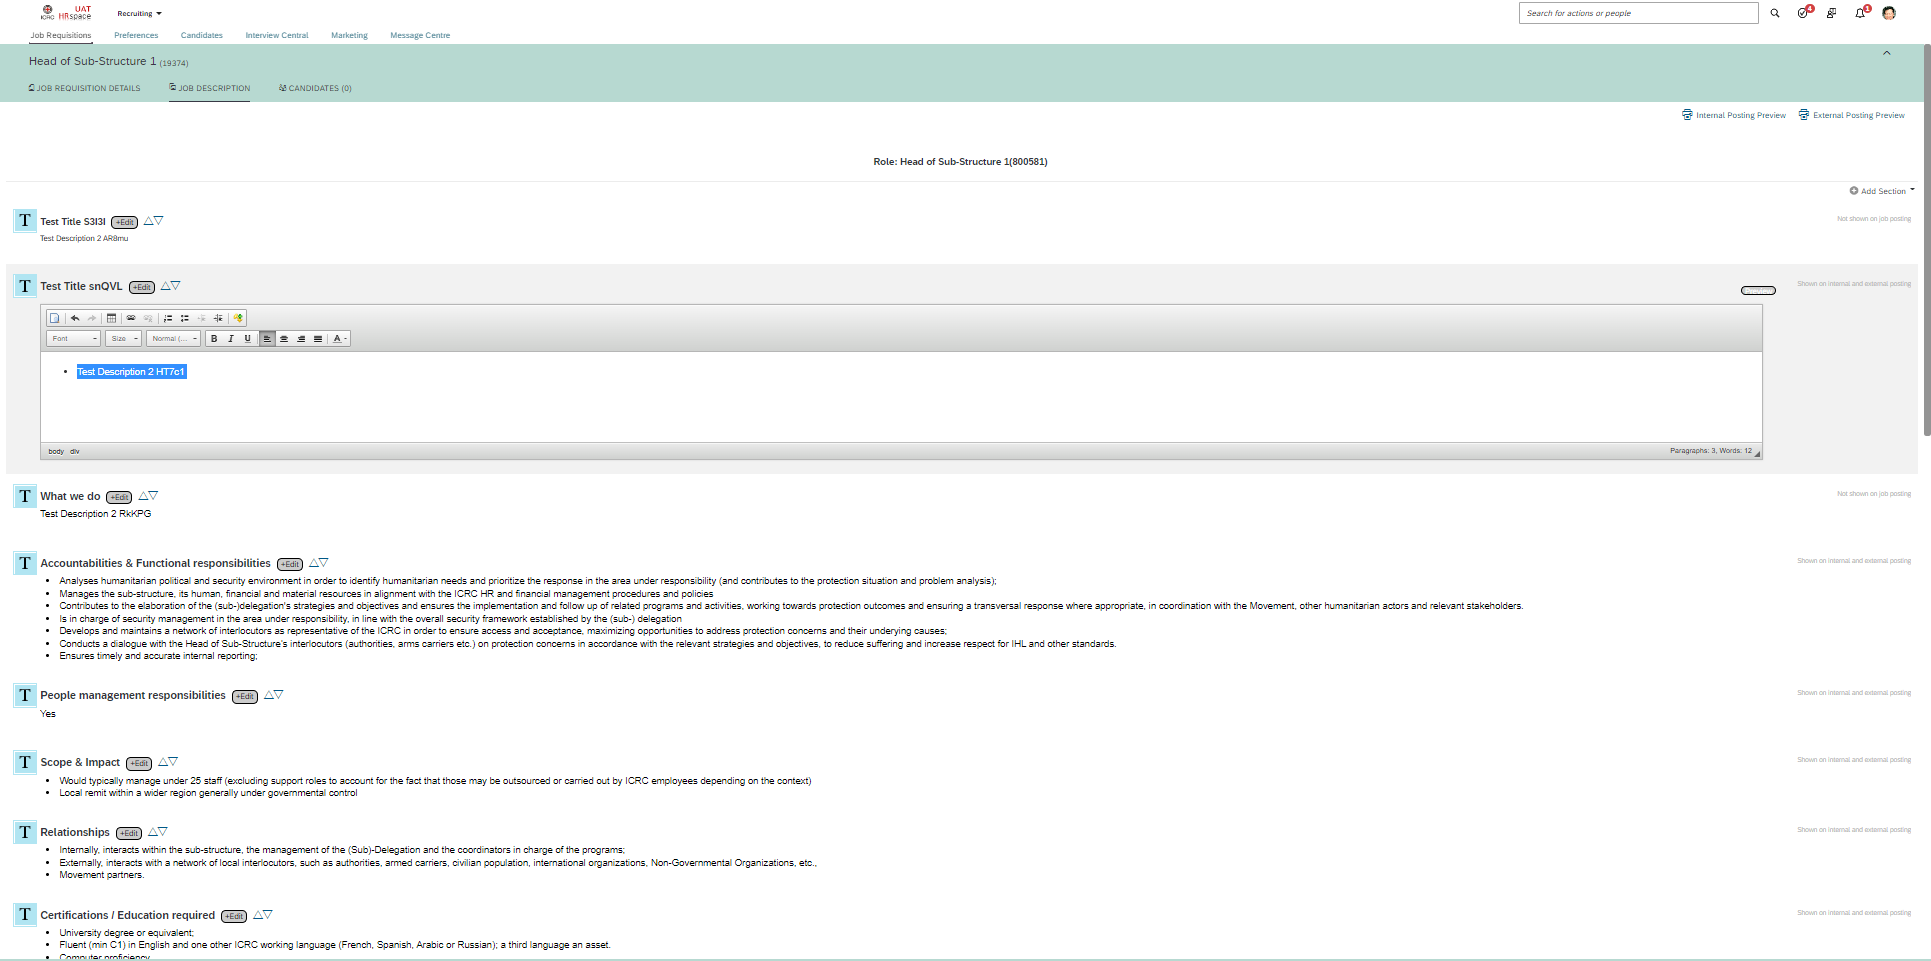 ICRC UAT HRspace Recruiting Search for actions or people 4 1
Job Requisitions Preferences Candidates Interview Central Marketing Message Centre
Head of Sub-Structure 1 (19374)
JOB REQUISITION DETAILS JOB DESCRIPTION CANDIDATES (0)
Internal Posting Preview External Posting Preview
Role: Head of Sub-Structure 1(800581)
Add Section
T Test Title S3I3I +Edit Not shown on job posting
Test Description 2 AR8mu
T Test Title snQVL +Edit Shown on internal and external posting
Font Size Normal (... B I U A
• Test Description 2 HT7c1
body div Paragraphs: 3, Words: 12
T What we do +Edit Not shown on job posting
Test Description 2 RkKPG
T Accountabilities & Functional responsibilities +Edit Shown on internal and external posting
• Analyses humanitarian political and security environment in order to identify humanitarian needs and prioritize the response in the area under responsibility (and contributes to the protection situation and problem analysis);
• Manages the sub-structure, its human, financial and material resources in alignment with the ICRC HR and financial management procedures and policies
• Contributes to the elaboration of the (sub-)delegation's strategies and objectives and ensures the implementation and follow up of related programs and activities, working towards protection outcomes and ensuring a transversal response where appropriate, in coordination with the Movement, other humanitarian actors and relevant stakeholders.
• Is in charge of security management in the area under responsibility, in line with the overall security framework established by the (sub-) delegation
• Develops and maintains a network of interlocutors as representative of the ICRC in order to ensure access and acceptance, maximizing opportunities to address protection concerns and their underlying causes;
• Conducts a dialogue with the Head of Sub-Structure's interlocutors (authorities, arms carriers etc.) on protection concerns in accordance with the relevant strategies and objectives, to reduce suffering and increase respect for IHL and other standards.
• Ensures timely and accurate internal reporting;
T People management responsibilities +Edit Shown on internal and external posting
Yes
T Scope & Impact +Edit Shown on internal and external posting
• Would typically manage under 25 staff (excluding support roles to account for the fact that those may be outsourced or carried out by ICRC employees depending on the context)
• Local remit within a wider region generally under governmental control
T Relationships +Edit Shown on internal and external posting
• Internally, interacts within the sub-structure, the management of the (Sub)-Delegation and the coordinators in charge of the programs;
• Externally, interacts with a network of local interlocutors, such as authorities, armed carriers, civilian population, international organizations, Non-Governmental Organizations, etc.,
• Movement partners.
T Certifications / Education required +Edit Shown on internal and external posting
• University degree or equivalent;
• Fluent (min C1) in English and one other ICRC working language (French, Spanish, Arabic or Russian); a third language an asset.
• Computer proficiency